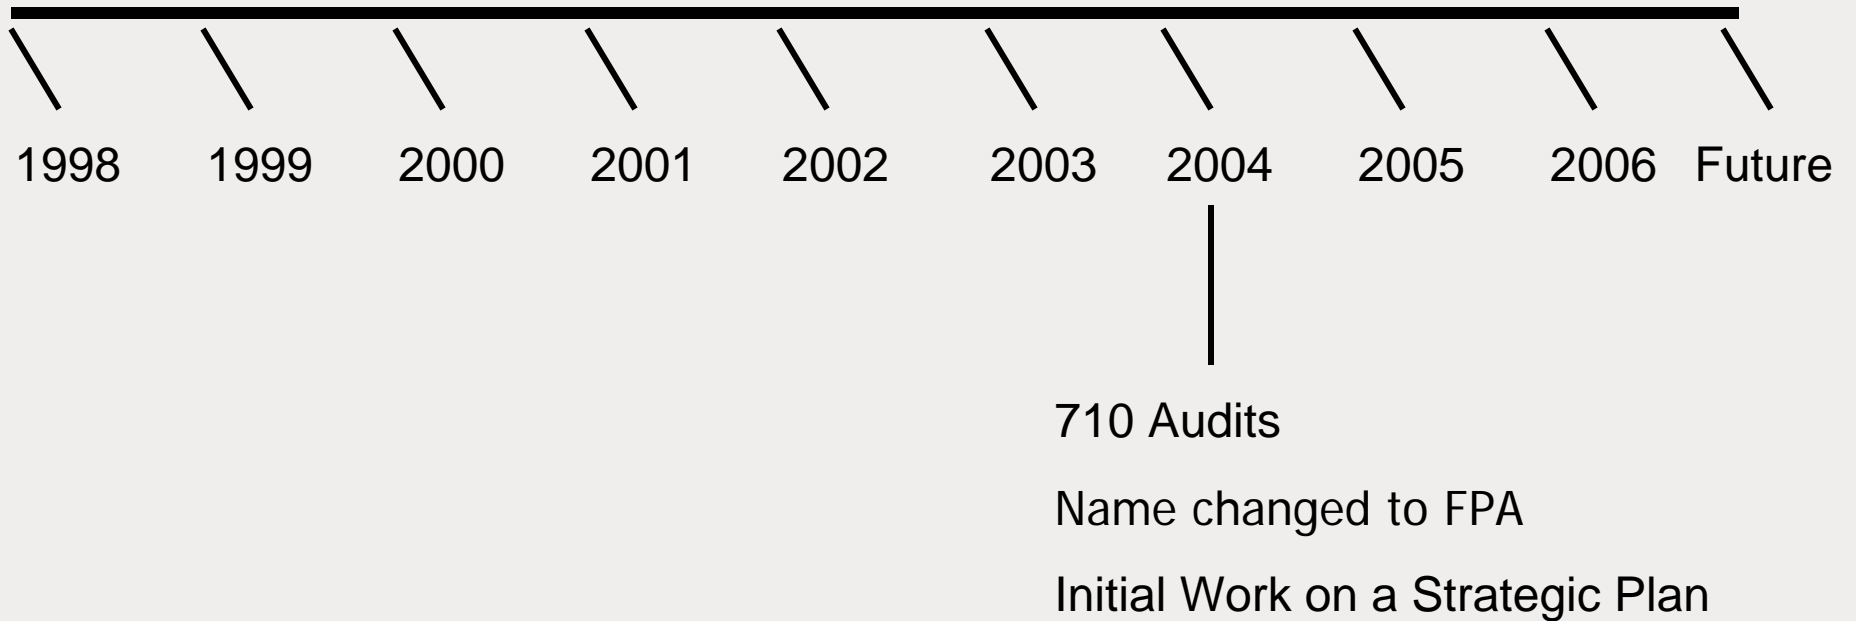 1998 1999 2000 2001 2002 2003 2004 2005 2006 Future
710 Audits
Name changed to FPA
Initial Work on a Strategic Plan